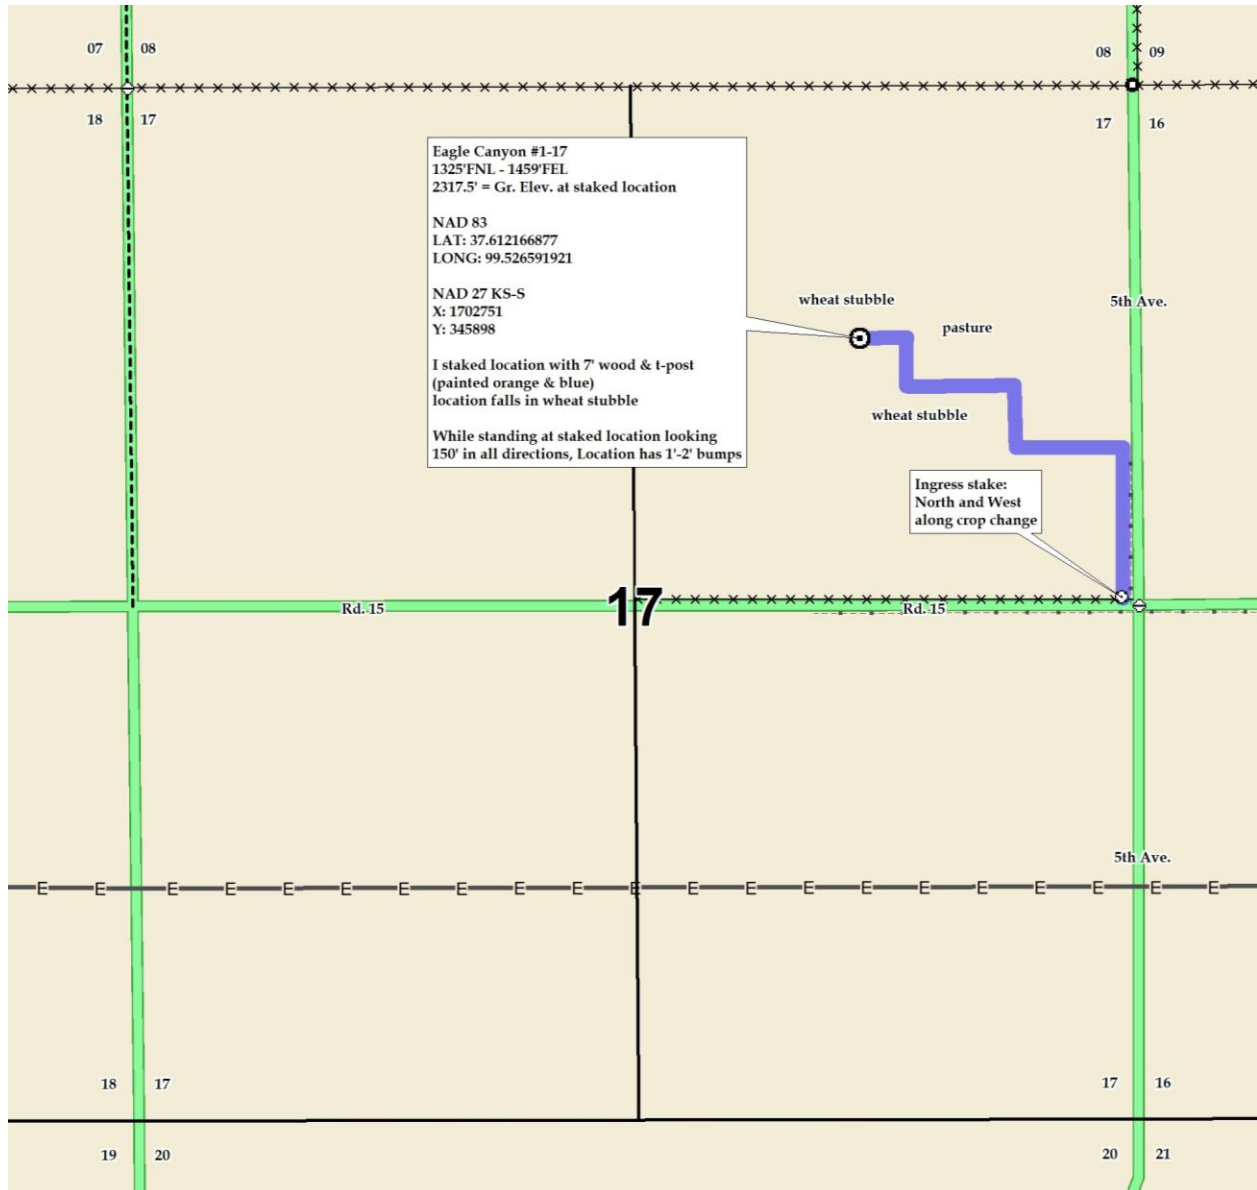 07 08
08 09
18 17
17 16
Eagle Canyon #1-17
1325'FNL - 1459'FEL
2317.5' = Gr. Elev. at staked location
NAD 83
LAT: 37.612166877
LONG: 99.526591921
NAD 27 KS-S
X: 1702751
Y: 345898
I staked location with 7' wood & t-post
(painted orange & blue)
location falls in wheat stubble
While standing at staked location looking
150' in all directions, Location has 1'-2' bumps
wheat stubble
5th Ave.
pasture
wheat stubble
Ingress stake:
North and West
along crop change
Rd. 15
17
Rd. 15
5th Ave.
E E E E E E E E E E E E E E E E E E E E E
18 17
17 16
19 20
20 21